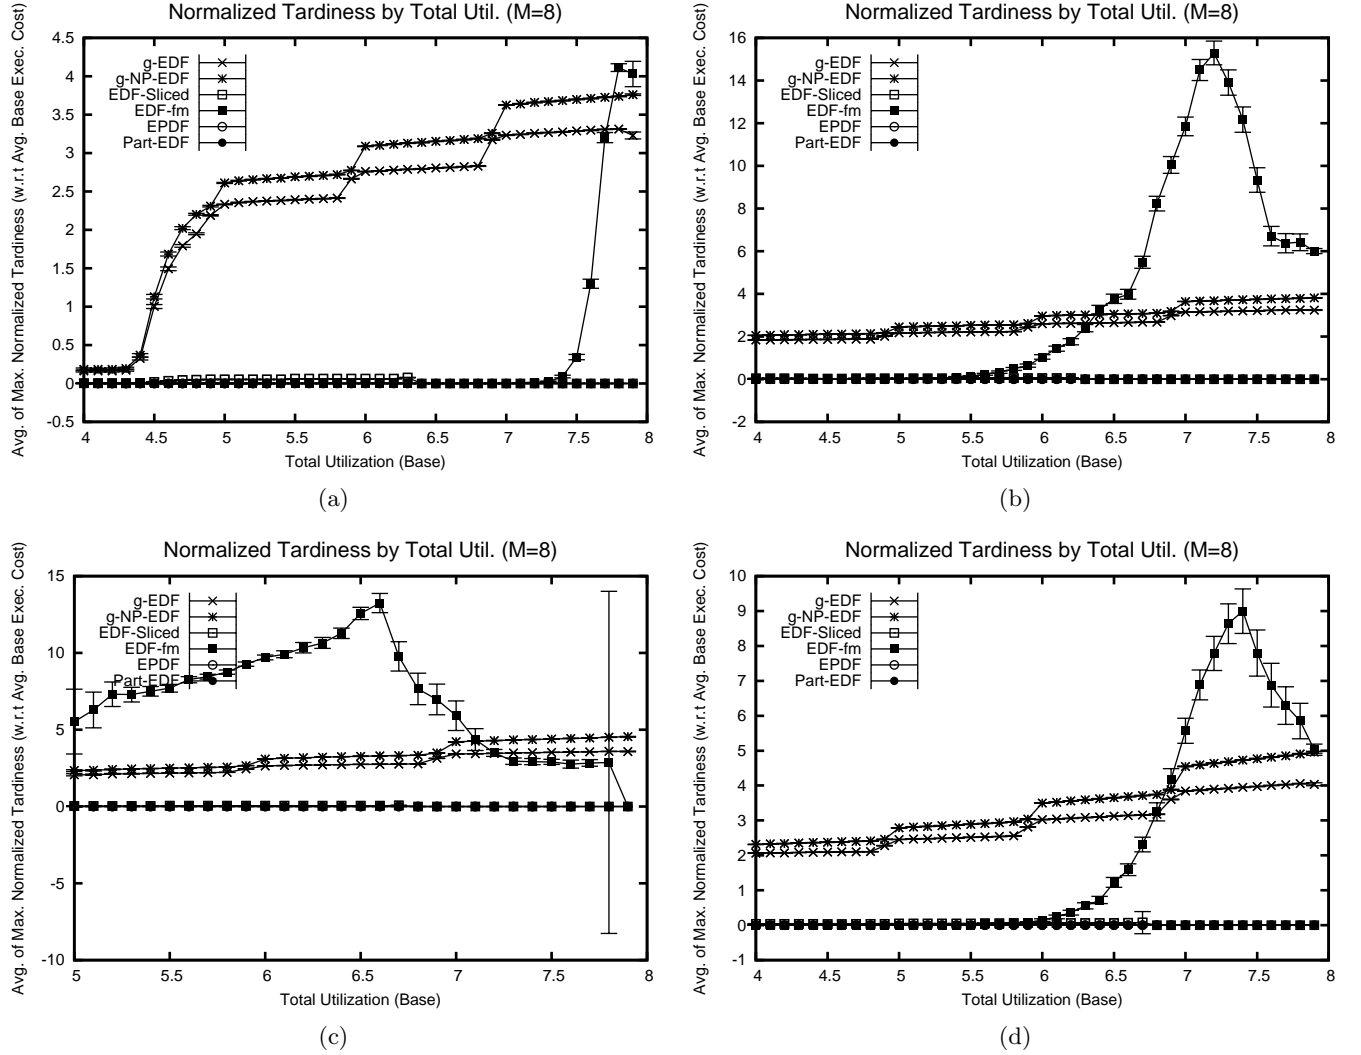 Normalized Tardiness by Total Util. (M=8)
Avg. of Max. Normalized Tardiness (w.r.t Avg. Base Exec. Cost)
4.5
4
3.5
3
2.5
2
1.5
1
0.5
0
-0.5
g-EDF
g-NP-EDF
EDF-Sliced
EDF-fm
EPDF
Part-EDF
4 4.5 5 5.5 6 6.5 7 7.5 8
Total Utilization (Base)
(a)
Normalized Tardiness by Total Util. (M=8)
Avg. of Max. Normalized Tardiness (w.r.t Avg. Base Exec. Cost)
16
14
12
10
8
6
4
2
0
-2
g-EDF
g-NP-EDF
EDF-Sliced
EDF-fm
EPDF
Part-EDF
4 4.5 5 5.5 6 6.5 7 7.5 8
Total Utilization (Base)
(b)
Normalized Tardiness by Total Util. (M=8)
Avg. of Max. Normalized Tardiness (w.r.t Avg. Base Exec. Cost)
15
10
5
0
-5
-10
g-EDF
g-NP-EDF
EDF-Sliced
EDF-fm
EPDF
Part-EDF
5 5.5 6 6.5 7 7.5 8
Total Utilization (Base)
(c)
Normalized Tardiness by Total Util. (M=8)
Avg. of Max. Normalized Tardiness (w.r.t Avg. Base Exec. Cost)
10
9
8
7
6
5
4
3
2
1
0
-1
g-EDF
g-NP-EDF
EDF-Sliced
EDF-fm
EPDF
Part-EDF
4 4.5 5 5.5 6 6.5 7 7.5 8
Total Utilization (Base)
(d)